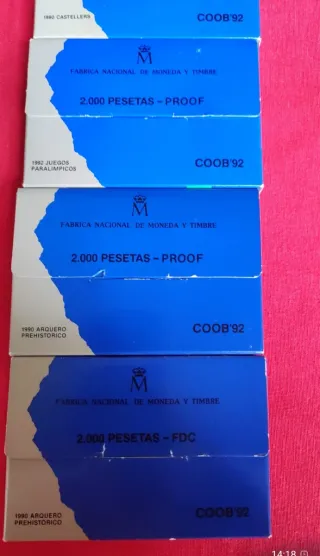 1992 CASTELLERS
COOB'92
M
FABRICA NACIONAL DE MONEDA Y TIMBRE
2.000 PESETAS - PROOF
1992 JUEGOS
PARALIMPICOS
COOB'92
M
FABRICA NACIONAL DE MONEDA Y TIMBRE
2.000 PESETAS - PROOF
1990 ARQUERO
PREHISTORICO
COOB'92
M
FABRICA NACIONAL DE MONEDA Y TIMBRE
2.000 PESETAS - FDC
1990 ARQUERO
PREHISTORICO
COOB'92
14:18